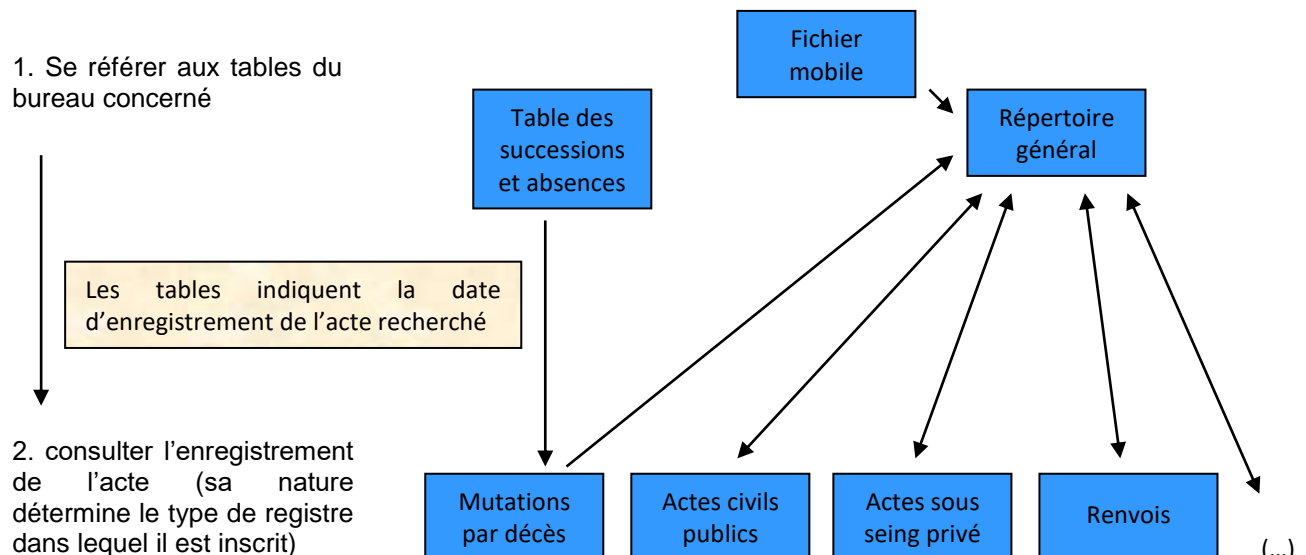 1. Se référer aux tables du
bureau concerné
Fichier
mobile
Table des
successions
et absences
Répertoire
général
Les tables indiquent la date
d’enregistrement de l’acte recherché
2. consulter l’enregistrement
de l’acte (sa nature
détermine le type de registre
dans lequel il est inscrit)
Mutations
par décès
Actes civils
publics
Actes sous
seing privé
Renvois
(…)